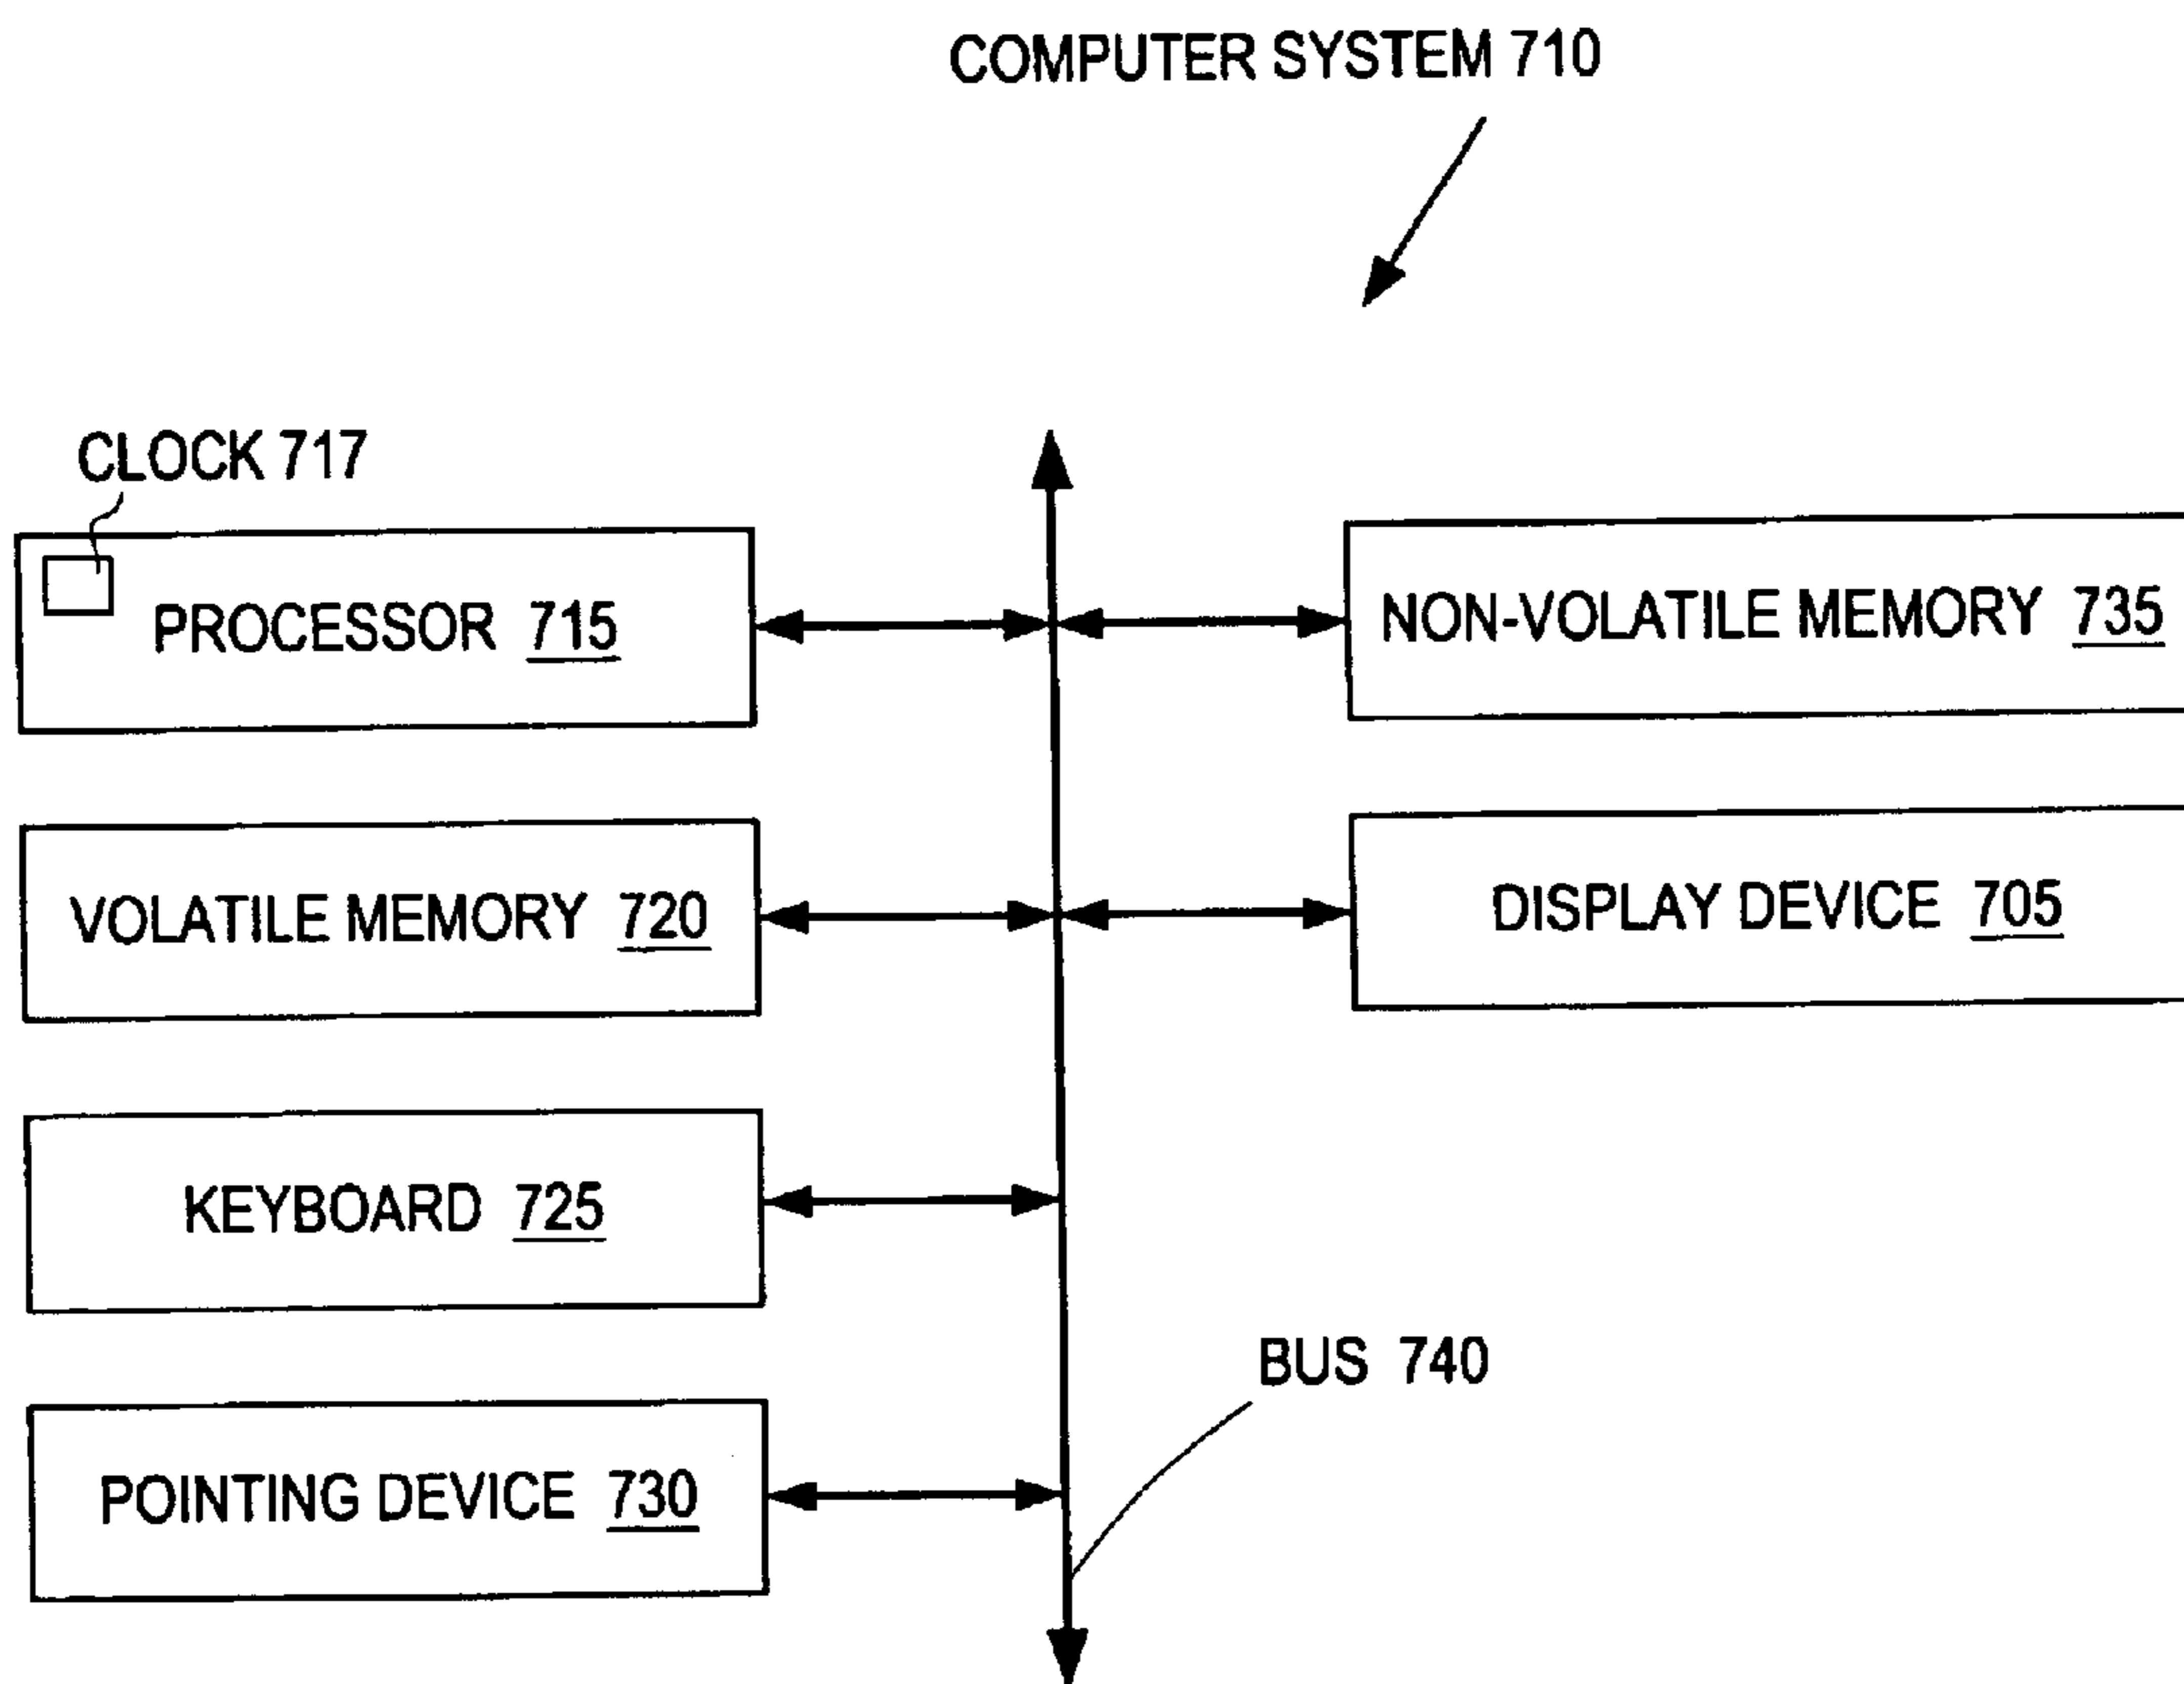 COMPUTER SYSTEM 710
CLOCK 717
PROCESSOR 715
NON-VOLATILE MEMORY 735
VOLATILE MEMORY 720
DISPLAY DEVICE 705
KEYBOARD 725
BUS 740
POINTING DEVICE 730